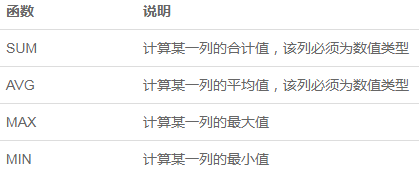 函数 说明
SUM 计算某一列的合计值，该列必须为数值类型
AVG 计算某一列的平均值，该列必须为数值类型
MAX 计算某一列的最大值
MIN 计算某一列的最小值